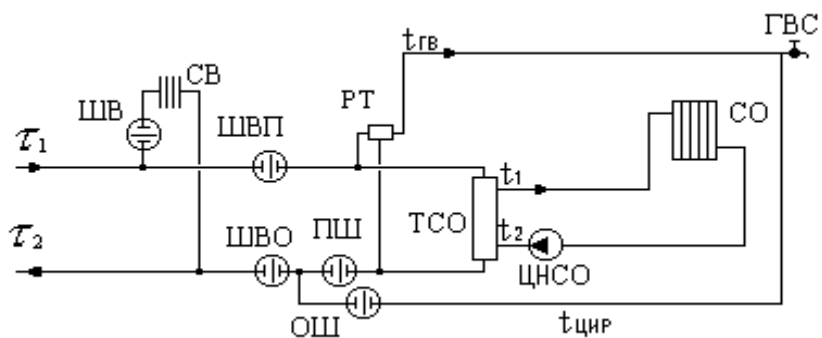 ГВС
tГВ
СВ
РТ
ШВ
ШВП
СО
τ1
t1
ТСО
τ2
ШВО
ПШ
t2
ЦНСО
ОШ
tЦИР